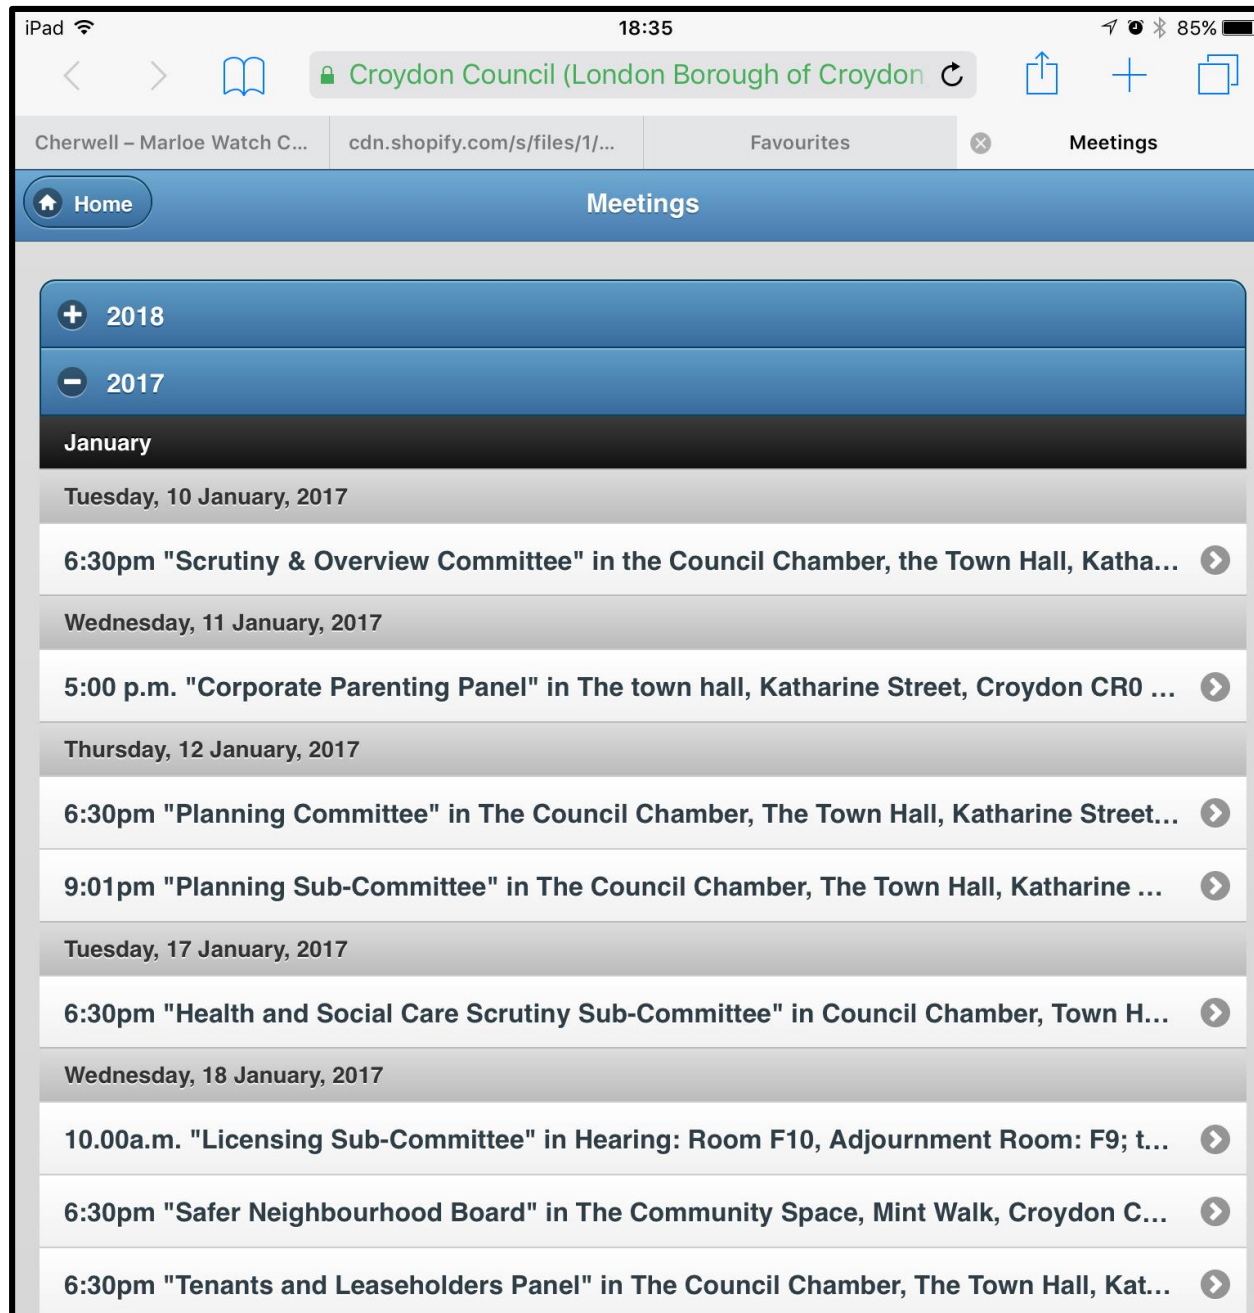 iPad 18:35 85%
Croydon Council (London Borough of Croydon
Cherwell – Marloe Watch C... cdn.shopify.com/s/files/1/... Favourites Meetings
Home Meetings
2018
2017
January
Tuesday, 10 January, 2017
6:30pm "Scrutiny & Overview Committee" in the Council Chamber, the Town Hall, Katha...
Wednesday, 11 January, 2017
5:00 p.m. "Corporate Parenting Panel" in The town hall, Katharine Street, Croydon CR0 ...
Thursday, 12 January, 2017
6:30pm "Planning Committee" in The Council Chamber, The Town Hall, Katharine Street...
9:01pm "Planning Sub-Committee" in The Council Chamber, The Town Hall, Katharine ...
Tuesday, 17 January, 2017
6:30pm "Health and Social Care Scrutiny Sub-Committee" in Council Chamber, Town H...
Wednesday, 18 January, 2017
10.00a.m. "Licensing Sub-Committee" in Hearing: Room F10, Adjournment Room: F9; t...
6:30pm "Safer Neighbourhood Board" in The Community Space, Mint Walk, Croydon C...
6:30pm "Tenants and Leaseholders Panel" in The Council Chamber, The Town Hall, Kat...